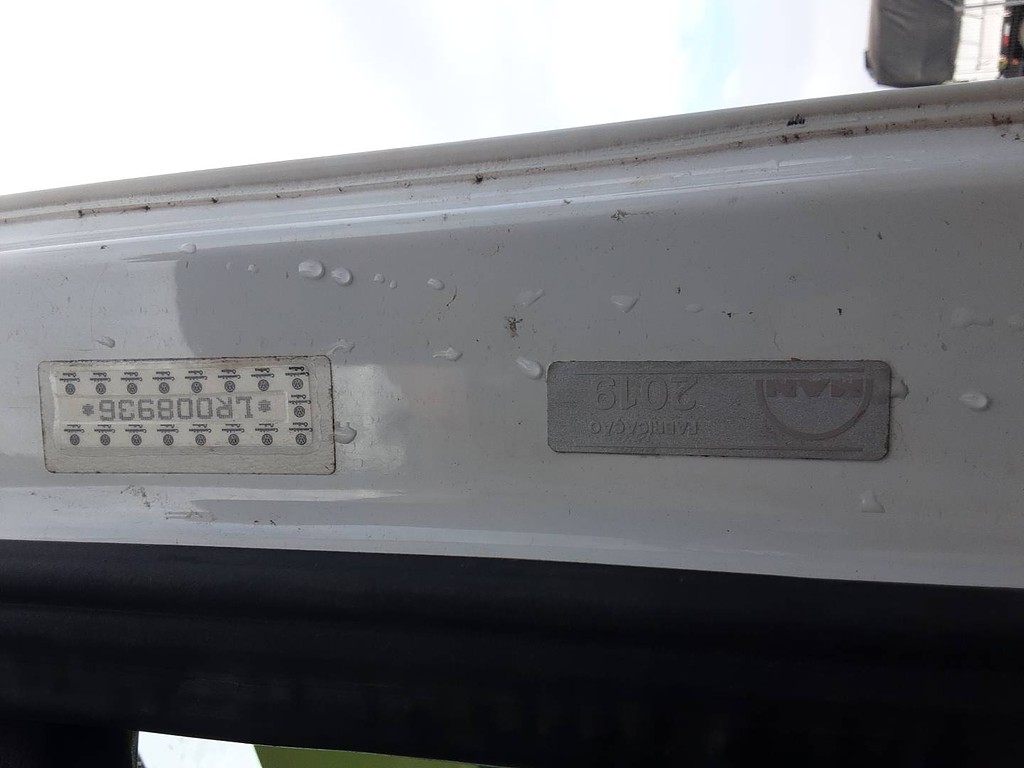 *LR008936*
MAN
FABRICAÇÃO
2019